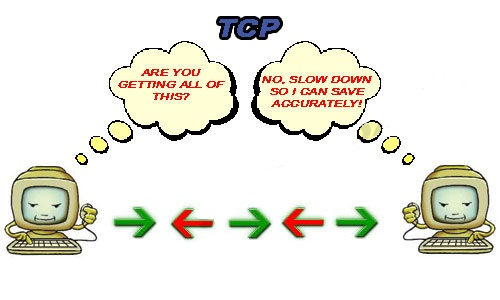 TCP
ARE YOU
GETTING ALL OF
THIS?
NO, SLOW DOWN
SO I CAN SAVE
ACCURATELY!